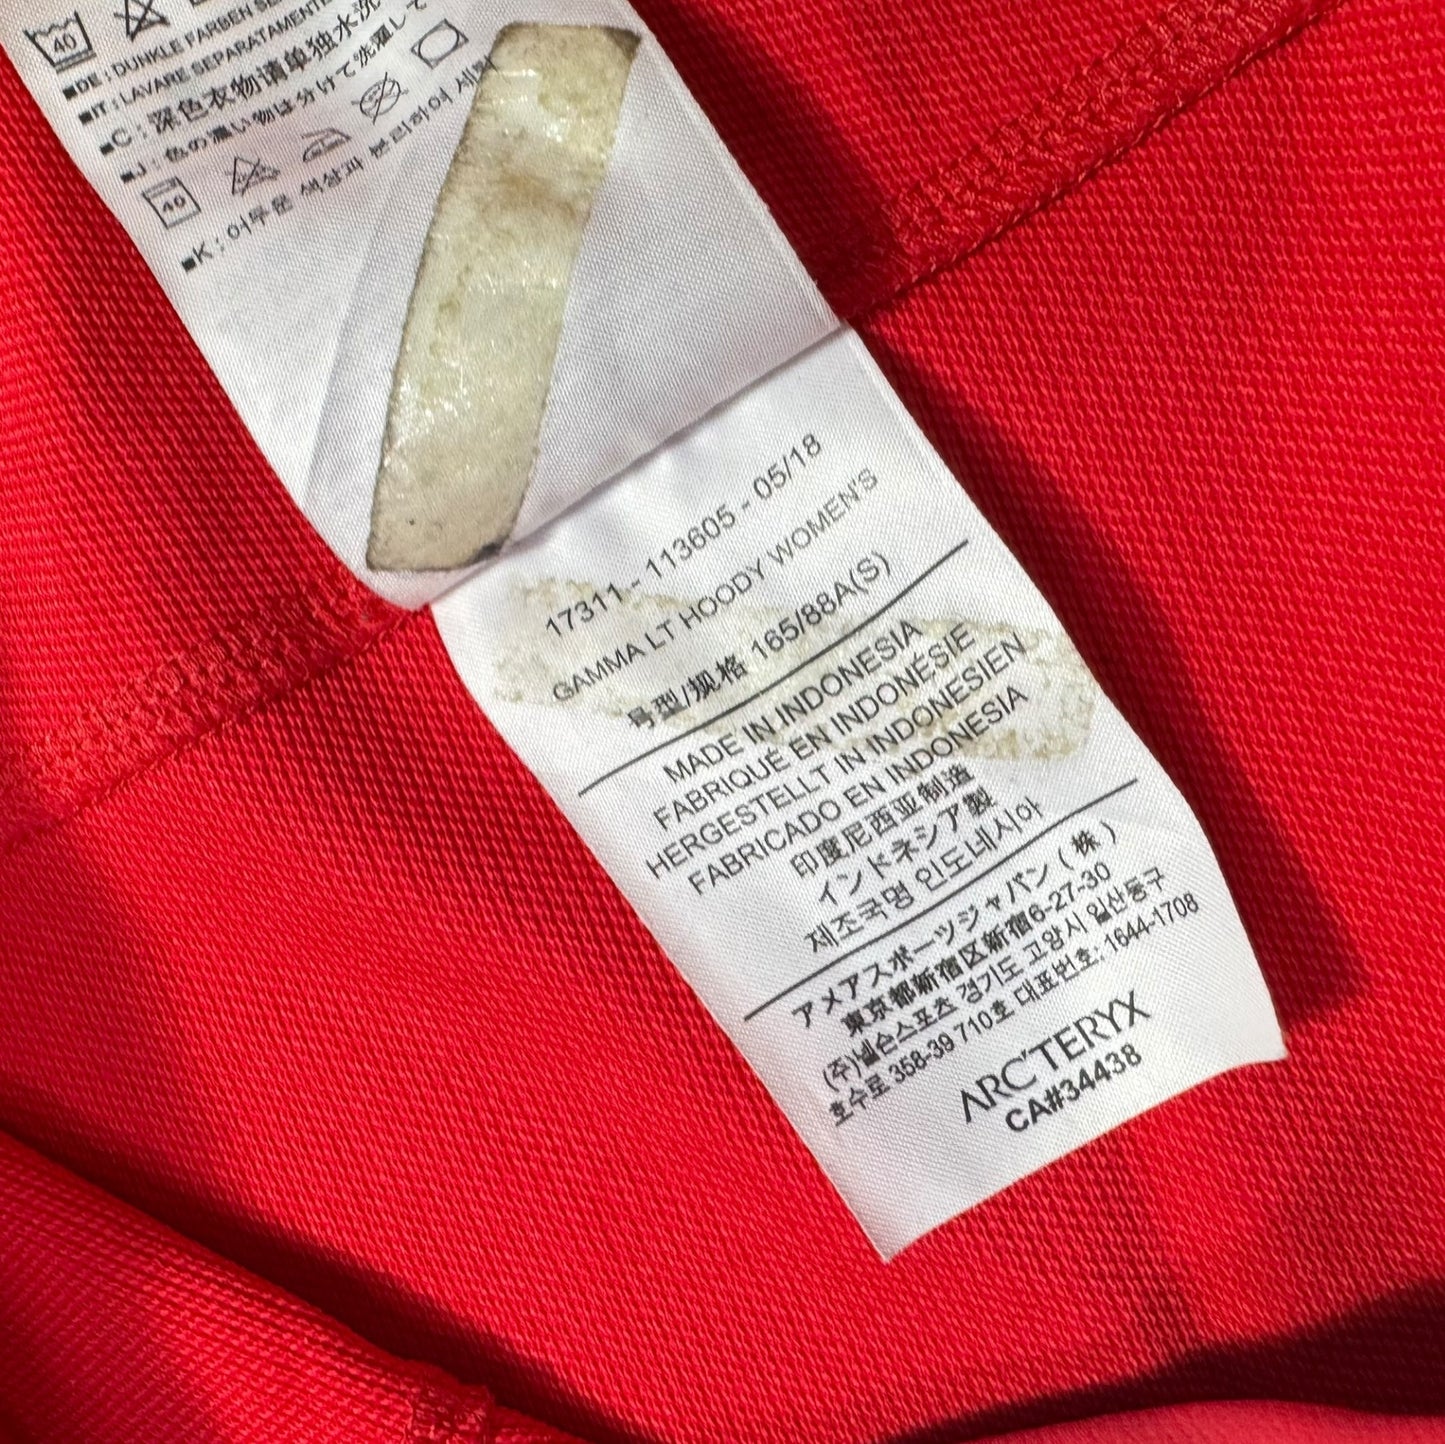 40
DE : DUNKLE FARBEN
IT : LAVARE SEPARATAMENTE
C : 深色衣物请单独水洗
J : 色の濃い物は分けて洗濯して
40
K : 어두운 색상과 분리하여 세탁
17311 - 113605 - 05/18
GAMMA LT HOODY WOMEN'S
号型/规格 165/88A(S)
MADE IN INDONESIA
FABRIQUÉ EN INDONÉSIE
HERGESTELLT IN INDONESIEN
FABRICADO EN INDONESIA
印度尼西亚制造
インドネシア製
제조국명 인도네시아
アメアスポーツジャパン ( 株 )
東京都新宿区新宿6-27-30
(주)넬슨스포츠 경기도 고양시 일산동구
호수로 358-39 710호 대표번호: 1644-1708
ARC'TERYX
CA#34438